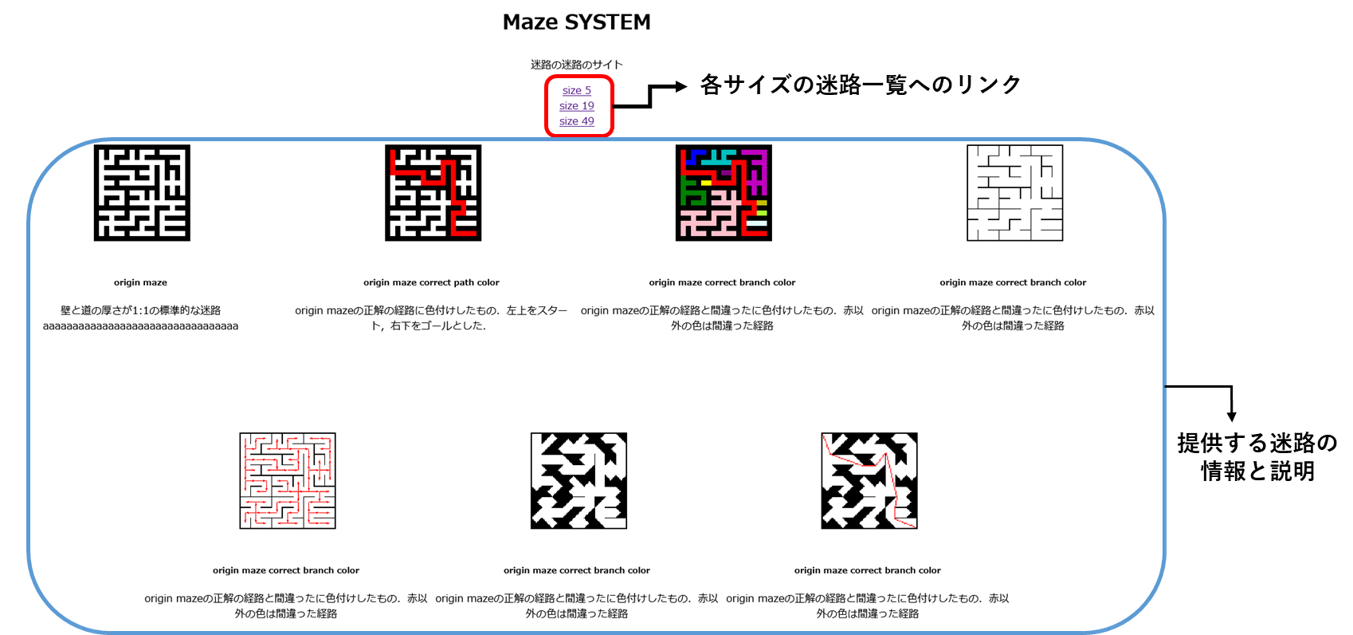 Maze SYSTEM
迷路の迷路のサイト
size 5
size 19
size 49
各サイズの迷路一覧へのリンク
origin maze
壁と道の厚さが1:1の標準的な迷路
aaaaaaaaaaaaaaaaaaaaaaaaaaaaaaaaa
origin maze correct path color
origin mazeの正解の経路に色付けしたもの．左上をスター
ト，右下をゴールとした．
origin maze correct branch color
origin mazeの正解の経路と間違ったに色付けしたもの．赤以
外の色は間違った経路
origin maze correct branch color
origin mazeの正解の経路と間違ったに色付けしたもの．赤以
外の色は間違った経路
提供する迷路の
情報と説明
origin maze correct branch color
origin mazeの正解の経路と間違ったに色付けしたもの．赤以
外の色は間違った経路
origin maze correct branch color
origin mazeの正解の経路と間違ったに色付けしたもの．赤以
外の色は間違った経路
origin maze correct branch color
origin mazeの正解の経路と間違ったに色付けしたもの．赤以
外の色は間違った経路